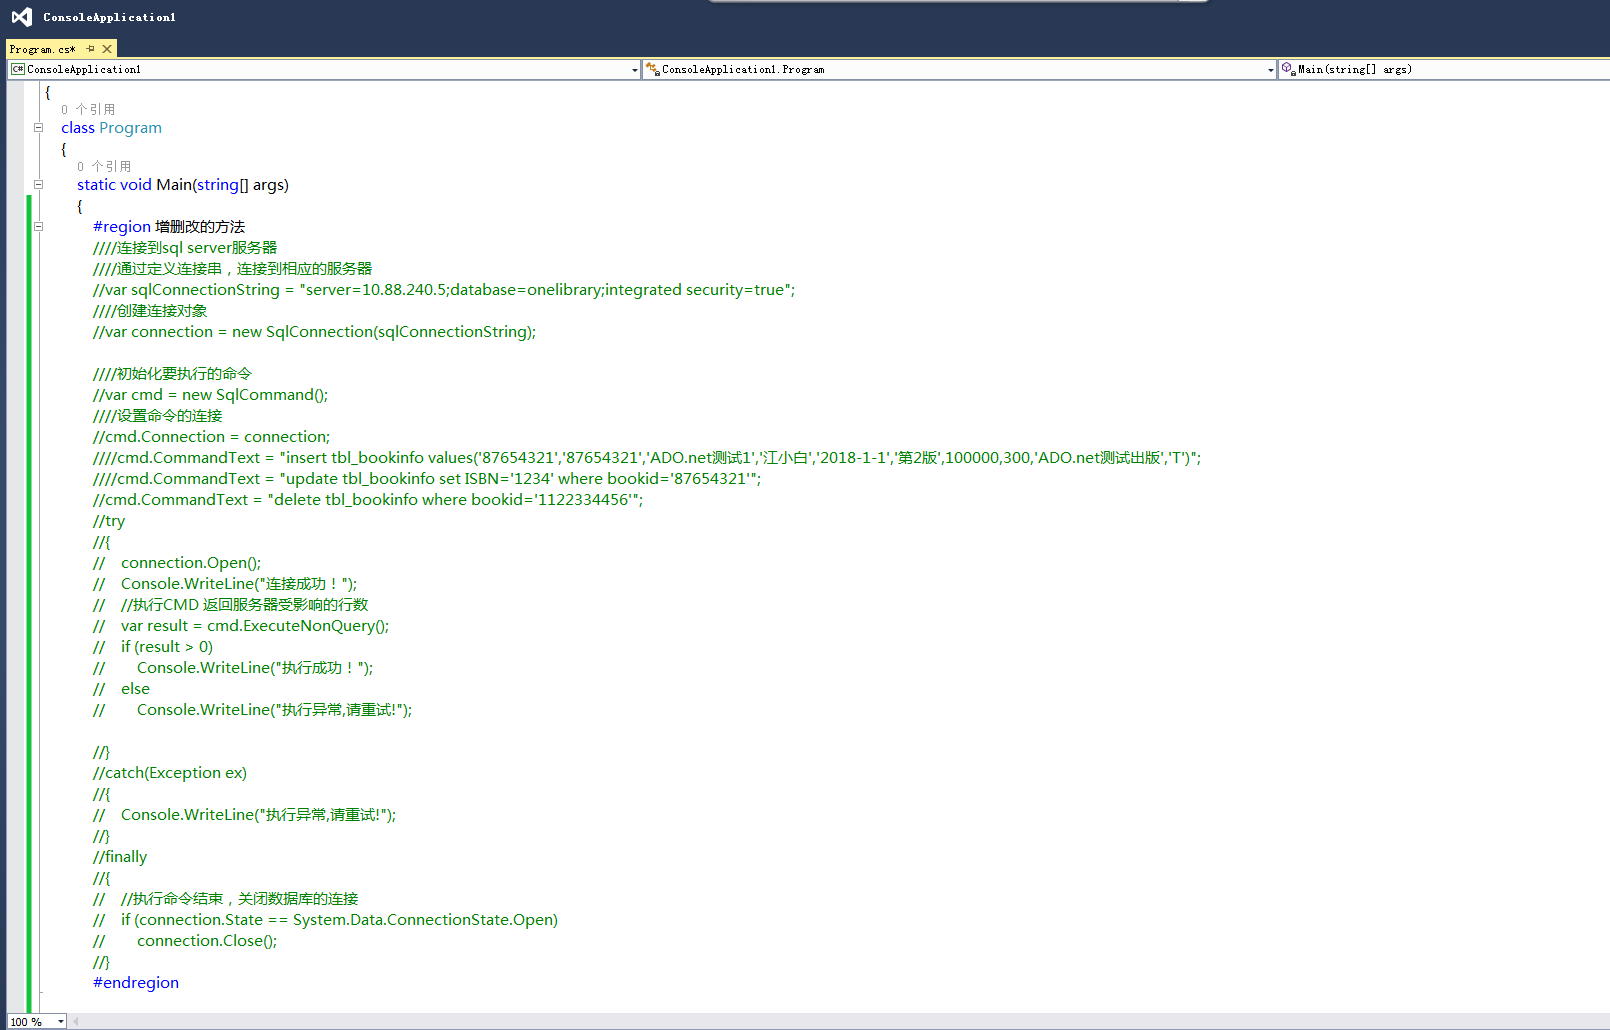 ConsoleApplication1
Program.cs*
C# ConsoleApplication1 ConsoleApplication1.Program Main(string[] args)
{
0 个引用
class Program
{
0 个引用
static void Main(string[] args)
{
#region 增删改的方法
////连接到sql server服务器
////通过定义连接串，连接到相应的服务器
//var sqlConnectionString = "server=10.88.240.5;database=onelibrary;integrated security=true";
////创建连接对象
//var connection = new SqlConnection(sqlConnectionString);
////初始化要执行的命令
//var cmd = new SqlCommand();
////设置命令的连接
//cmd.Connection = connection;
////cmd.CommandText = "insert tbl_bookinfo values('87654321','87654321','ADO.net测试1','江小白','2018-1-1','第2版',100000,300,'ADO.net测试出版','T')";
////cmd.CommandText = "update tbl_bookinfo set ISBN='1234' where bookid='87654321'";
//cmd.CommandText = "delete tbl_bookinfo where bookid='1122334456'";
//try
//{
//    connection.Open();
//    Console.WriteLine("连接成功！");
//    //执行CMD 返回服务器受影响的行数
//    var result = cmd.ExecuteNonQuery();
//    if (result > 0)
//        Console.WriteLine("执行成功！");
//    else
//        Console.WriteLine("执行异常,请重试!");
//}
//catch(Exception ex)
//{
//    Console.WriteLine("执行异常,请重试!");
//}
//finally
//{
//    //执行命令结束，关闭数据库的连接
//    if (connection.State == System.Data.ConnectionState.Open)
//        connection.Close();
//}
#endregion
100 %